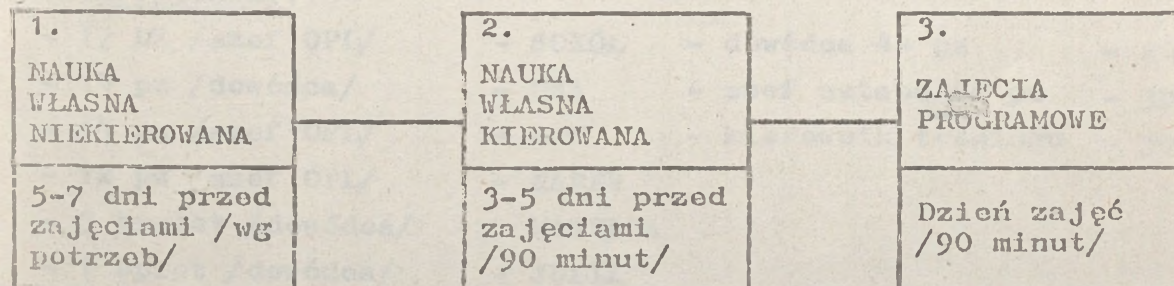 1.
NAUKA
WŁASNA
NIEKIEROWANA
5-7 dni przed
zajęciami /wg
potrzeb/
2.
NAUKA
WŁASNA
KIEROWANA
3-5 dni przed
zajęciami
/90 minut/
3.
ZAJĘCIA
PROGRAMOWE
Dzień zajęć
/90 minut/